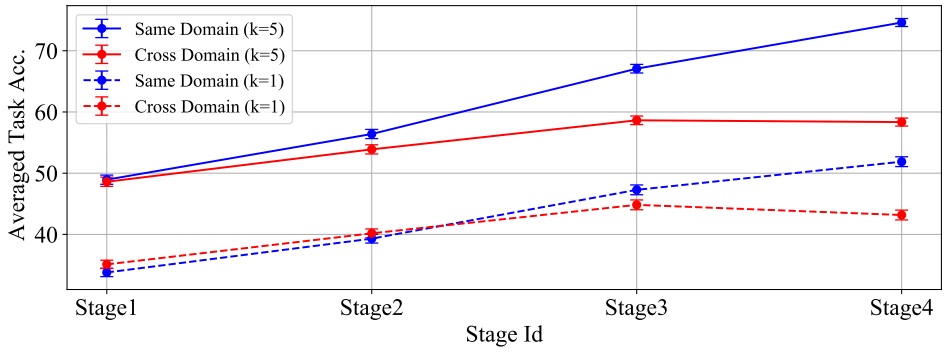 Same Domain (k=5)
Cross Domain (k=5)
Same Domain (k=1)
Cross Domain (k=1)
Averaged Task Acc.
70
60
50
40
Stage1 Stage2 Stage3 Stage4
Stage Id